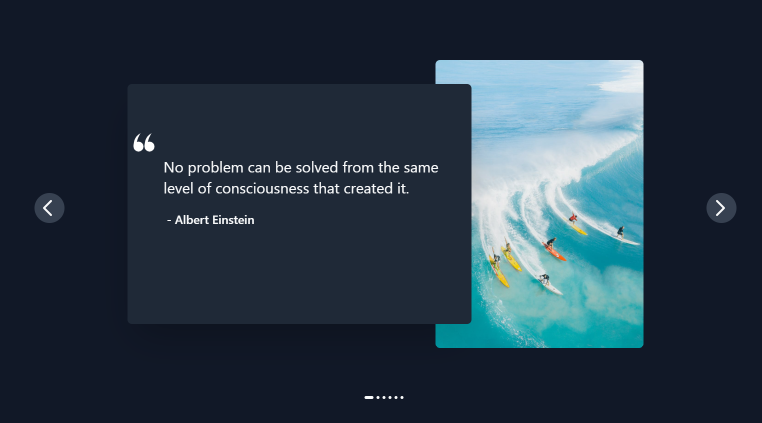 “
No problem can be solved from the same
level of consciousness that created it.
- Albert Einstein